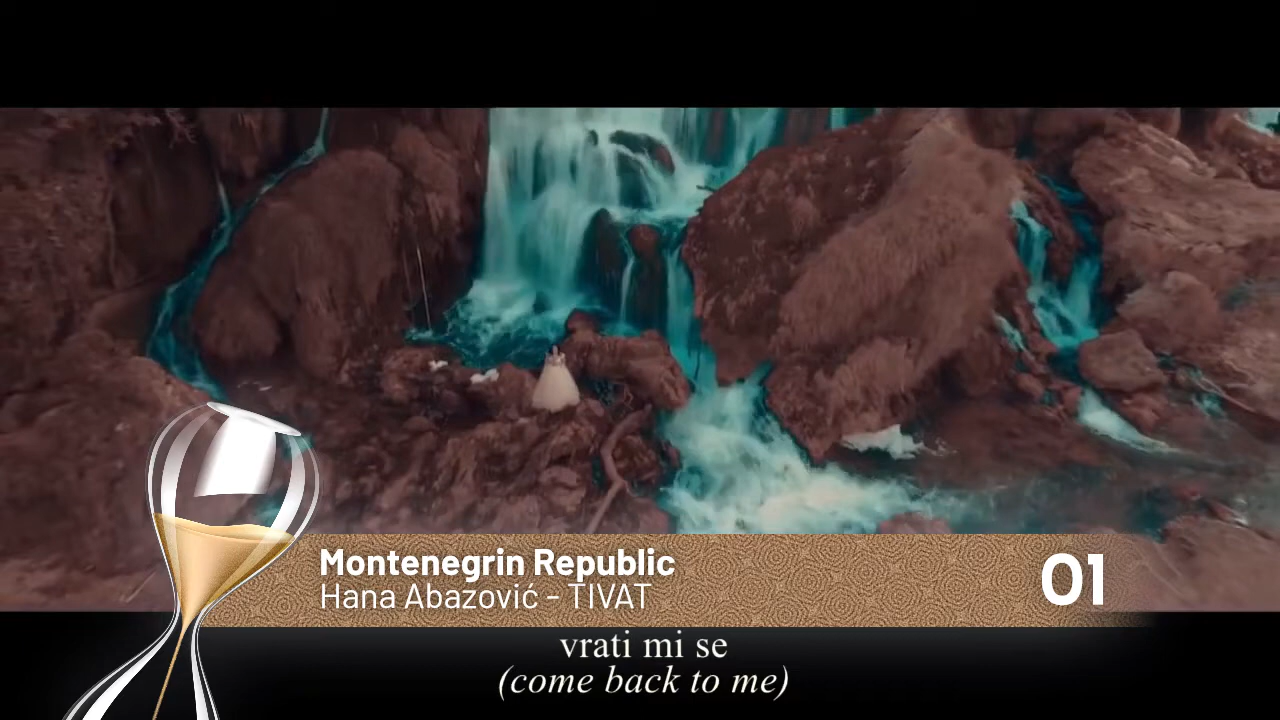 Montenegrin Republic
Hana Abazović - TIVAT
01
vrati mi se
(come back to me)